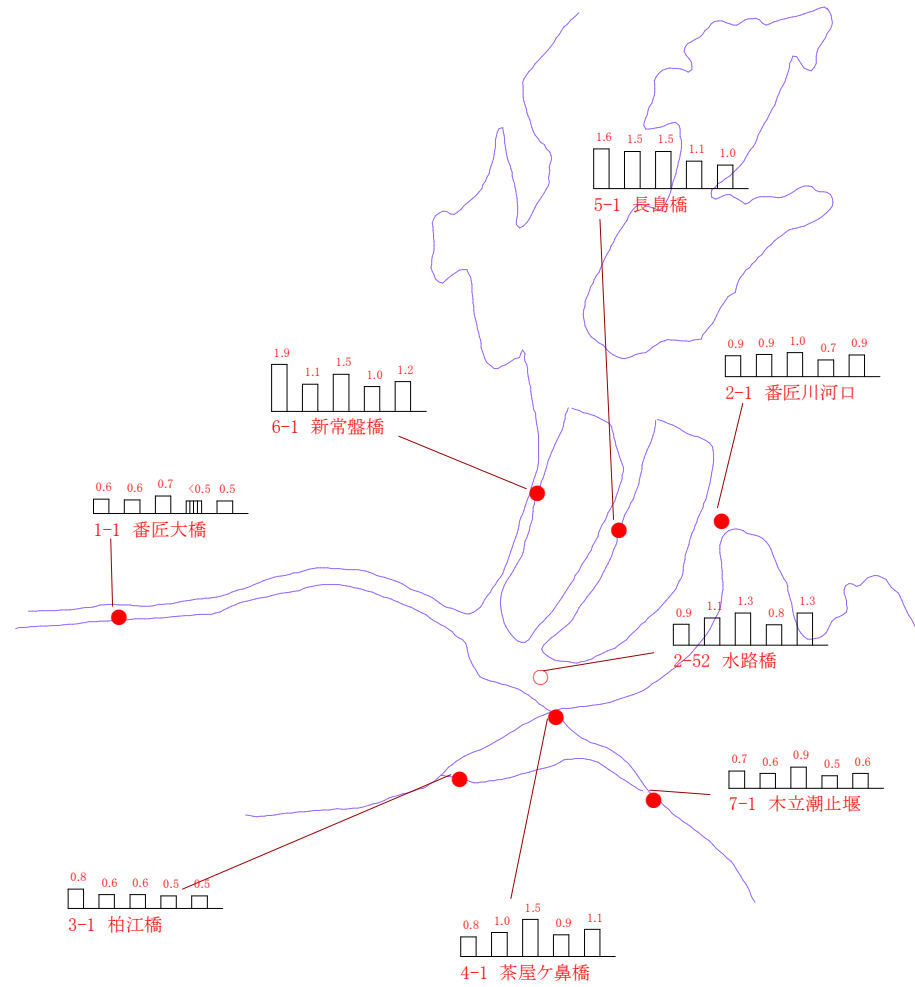 1.6 1.5 1.5 1.1 1.0
5-1 長島橋
0.9 0.9 1.0 0.7 0.9
2-1 番匠川河口
1.9 1.1 1.5 1.0 1.2
6-1 新常盤橋
0.6 0.6 0.7 <0.5 0.5
1-1 番匠大橋
0.9 1.1 1.3 0.8 1.3
2-52 水路橋
0.7 0.6 0.9 0.5 0.6
7-1 木立潮止堰
0.8 0.6 0.6 0.5 0.5
3-1 柏江橋
0.8 1.0 1.5 0.9 1.1
4-1 茶屋ケ鼻橋